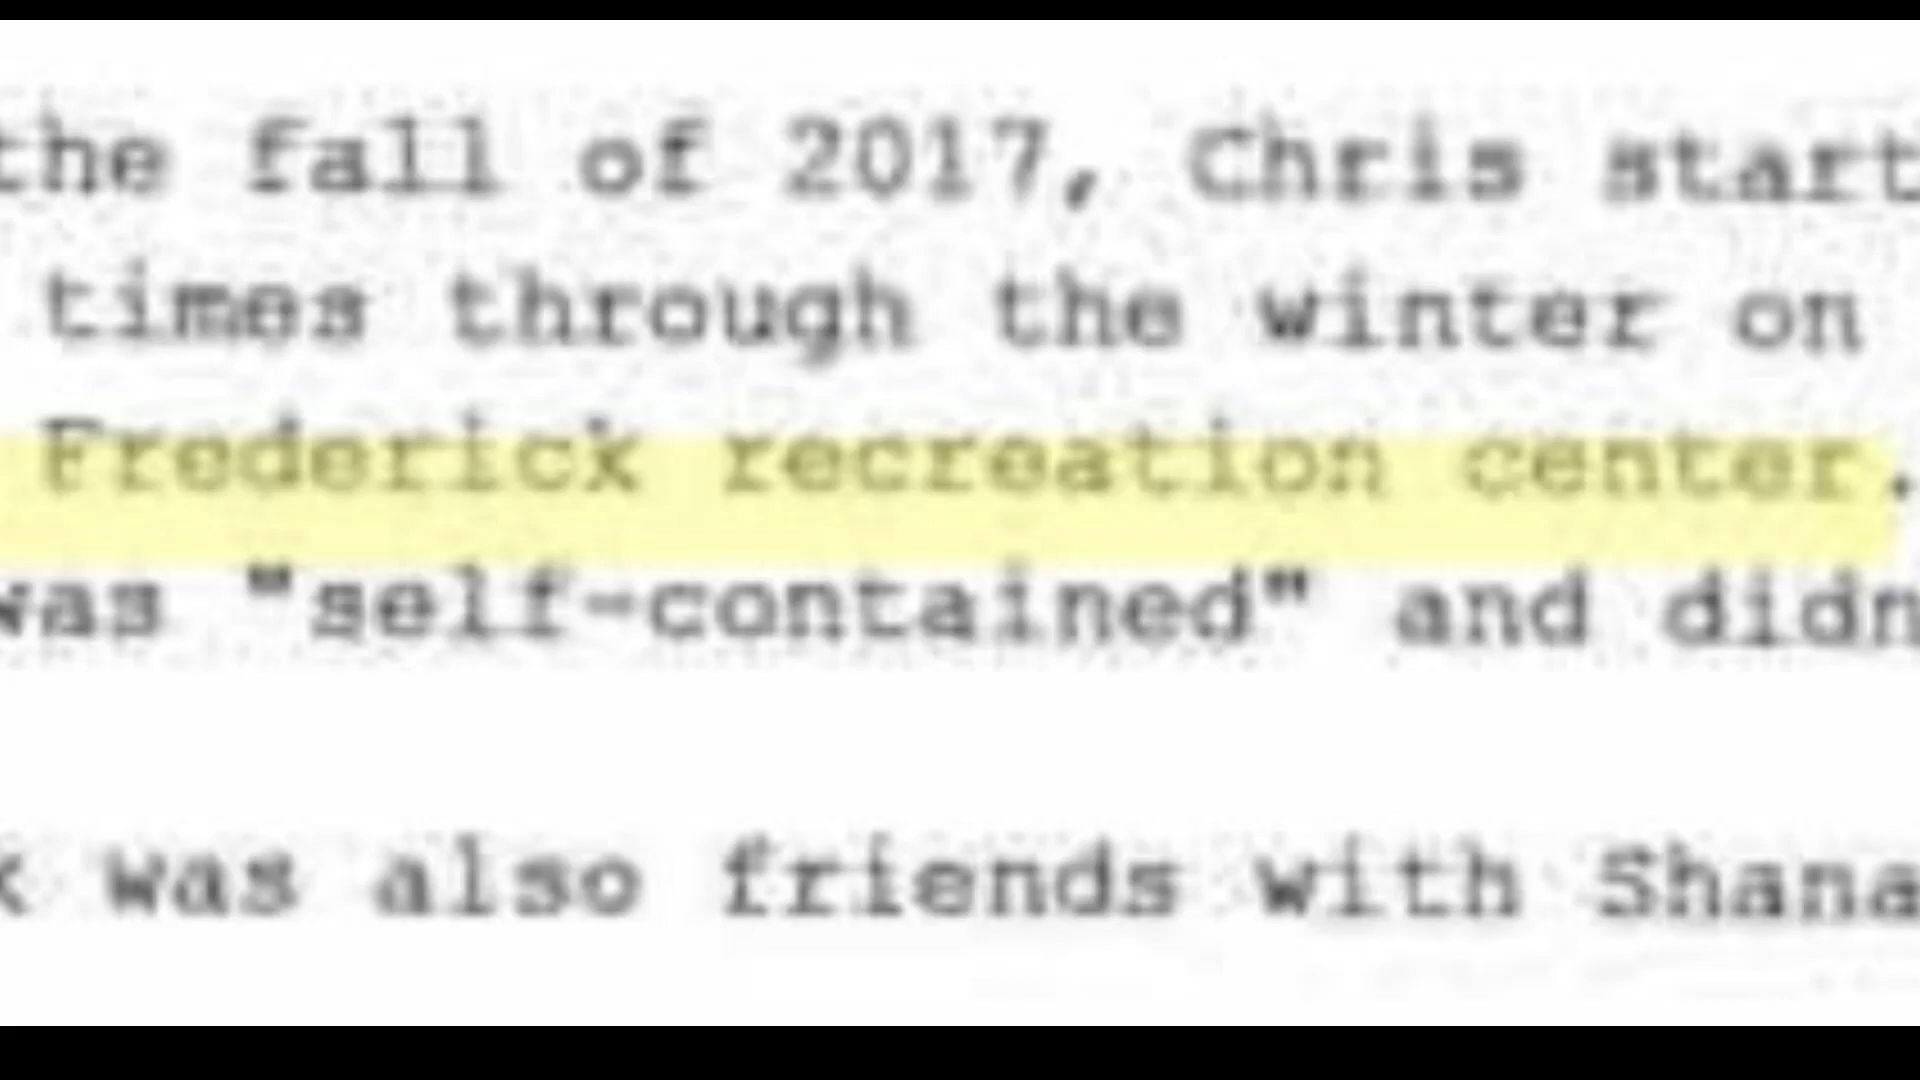 the fall of 2017, Chris start
times through the winter on
Frederick recreation center.
was "self-contained" and didn
k was also friends with Shana